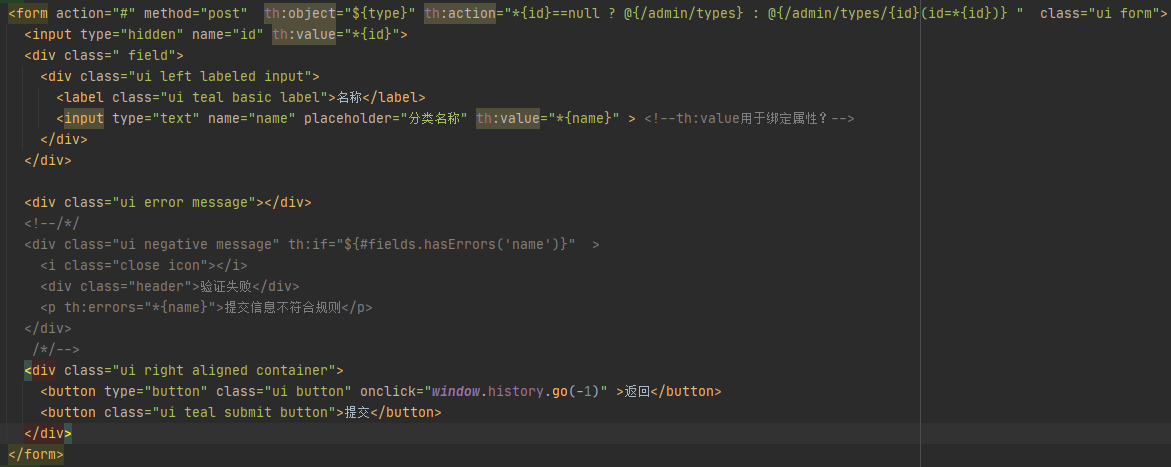 <form action="#" method="post"  th:object="${type}" th:action="*{id}==null ? @{/admin/types} : @{/admin/types/{id}(id=*{id})} "  class="ui form">
<input type="hidden" name="id" th:value="*{id}">
<div class=" field">
<div class="ui left labeled input">
<label class="ui teal basic label">名称</label>
<input type="text" name="name" placeholder="分类名称" th:value="*{name}" > <!--th:value用于绑定属性？-->
</div>
</div>
<div class="ui error message"></div>
<!--/*/
<div class="ui negative message" th:if="${#fields.hasErrors('name')}"  >
<i class="close icon"></i>
<div class="header">验证失败</div>
<p th:errors="*{name}">提交信息不符合规则</p>
</div>
/*/-->
<div class="ui right aligned container">
<button type="button" class="ui button" onclick="window.history.go(-1)" >返回</button>
<button class="ui teal submit button">提交</button>
</div>
</form>